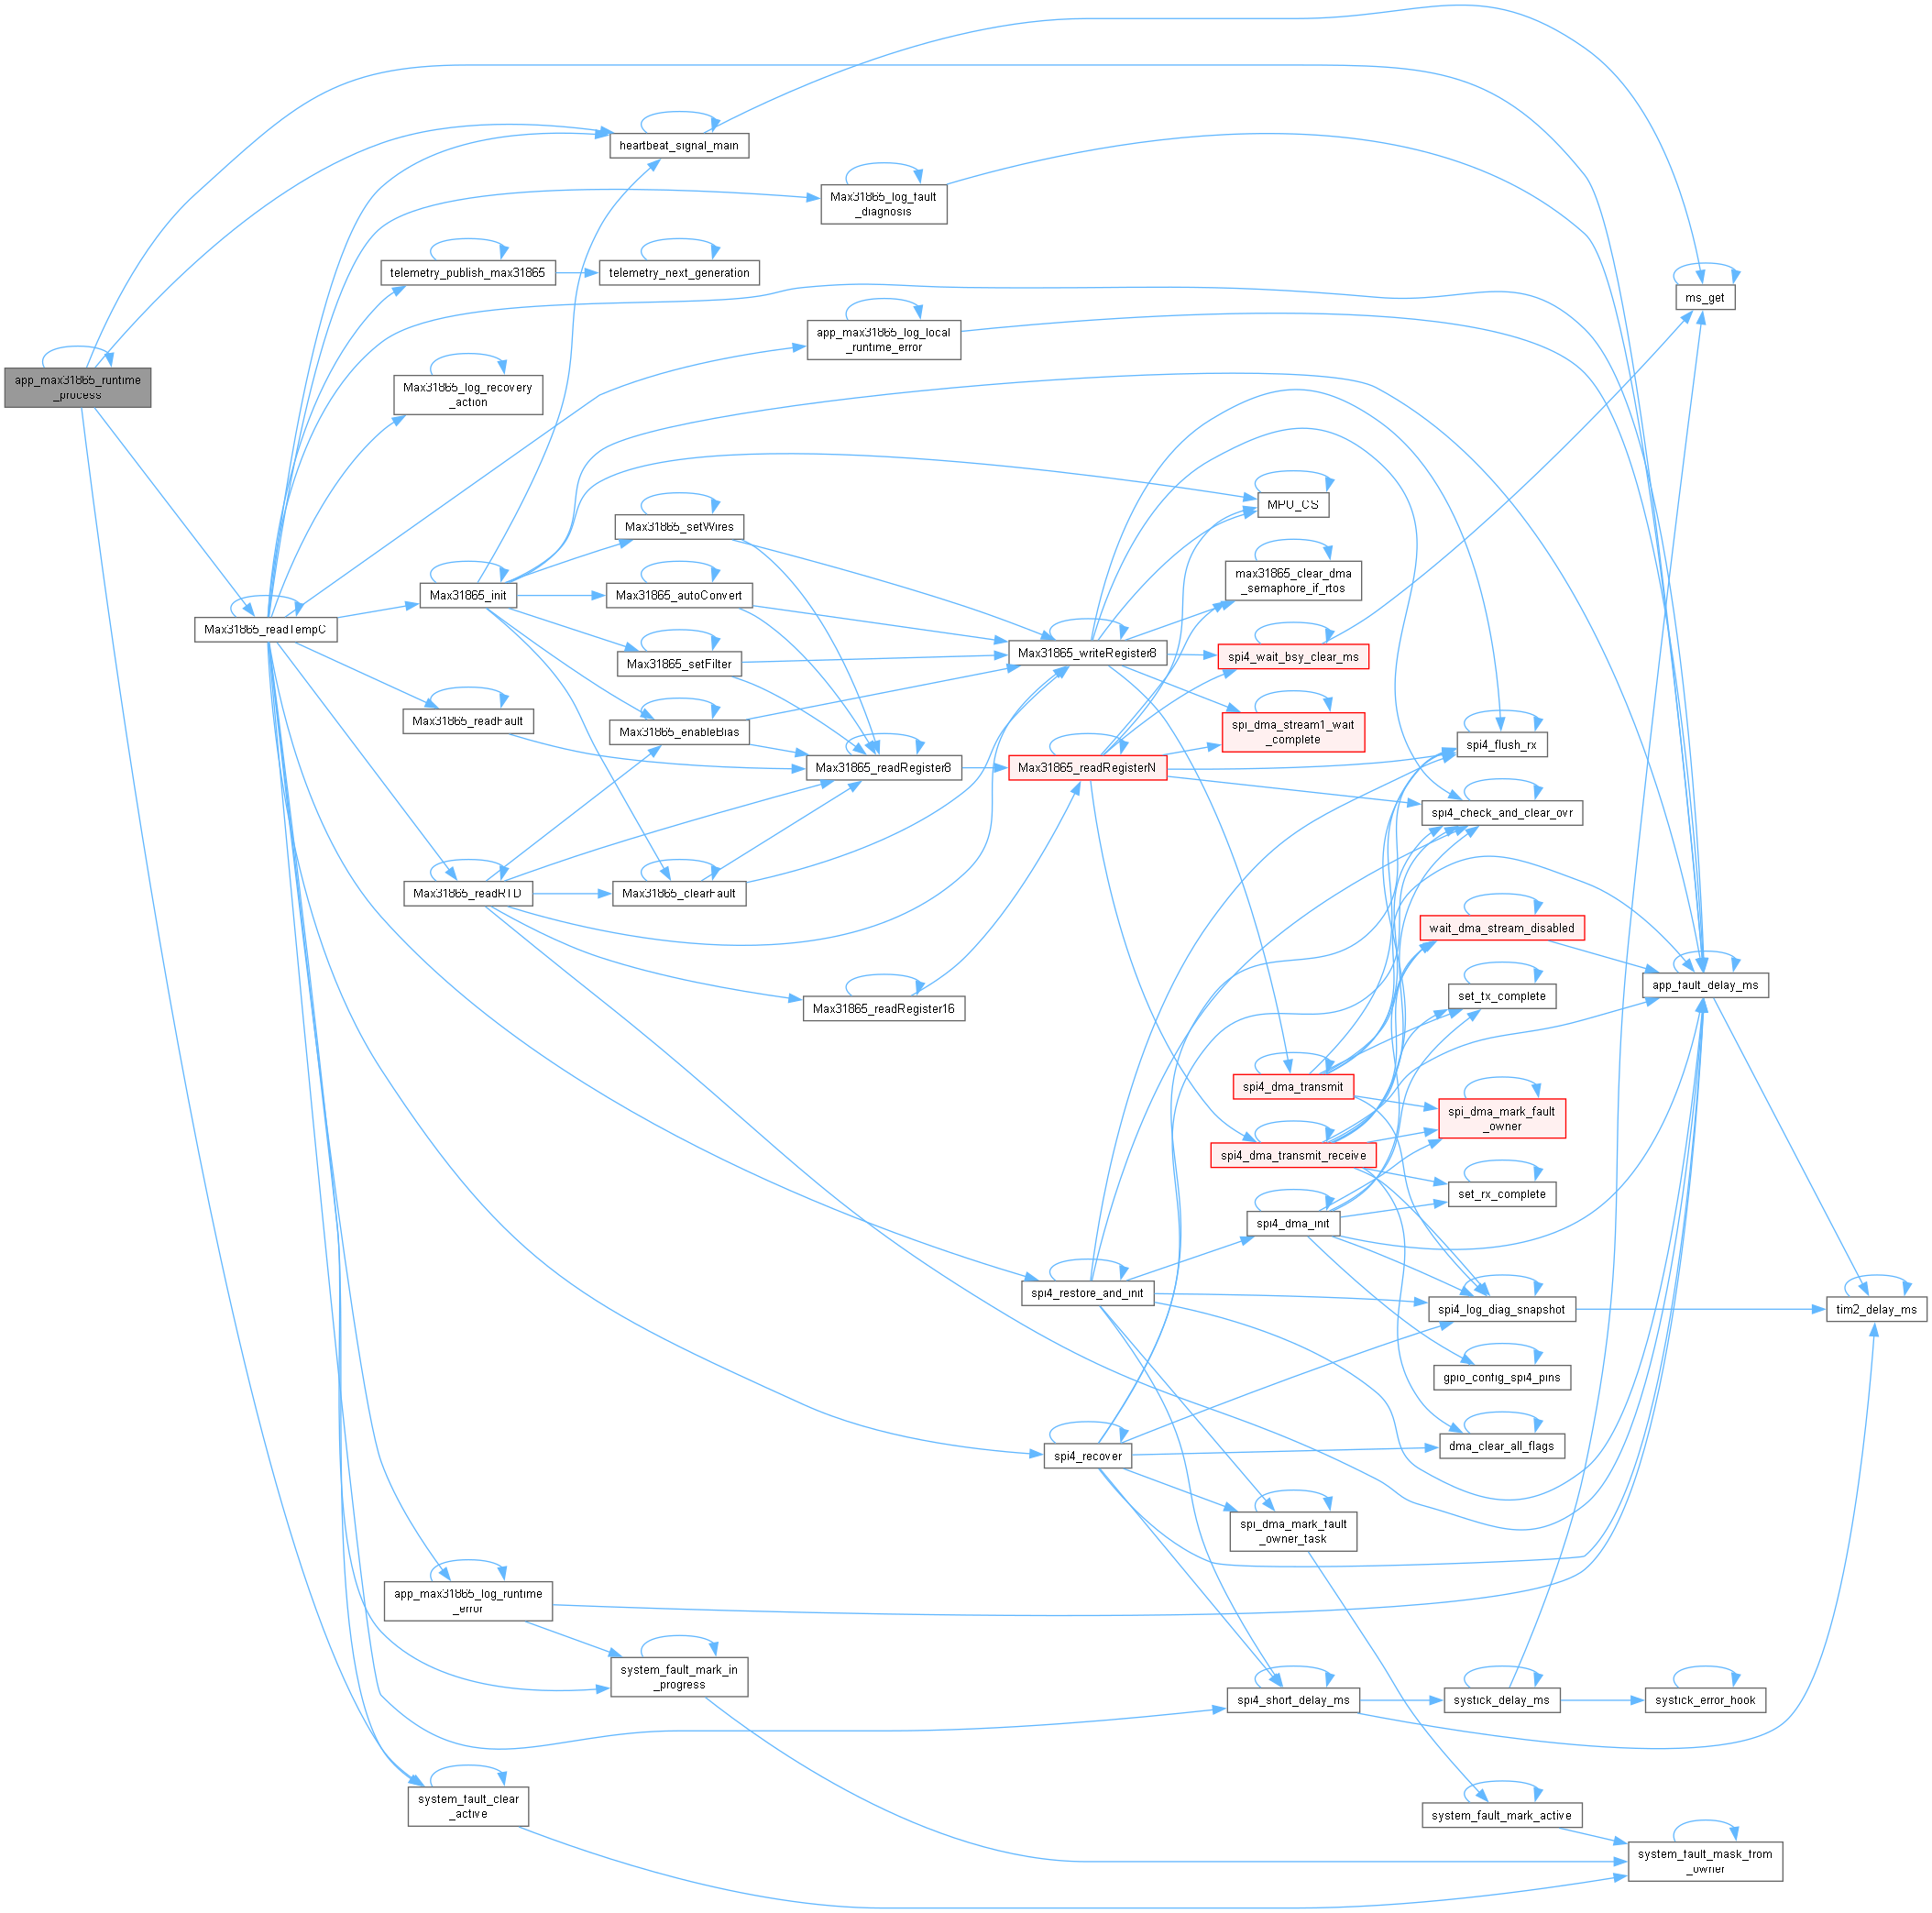 heartbeat_signal_main
Max31865_log_fault
_diagnosis
telemetry_publish_max31865
telemetry_next_generation
ms_get
app_max31865_log_local
_runtime_error
app_max31865_runtime
_process
Max31865_log_recovery
_action
MPU_CS
Max31865_setWires
max31865_clear_dma
_semaphore_if_rtos
Max31865_init
Max31865_autoConvert
Max31865_readTempC
Max31865_writeRegister8
spi4_wait_bsy_clear_ms
Max31865_setFilter
Max31865_readFault
Max31865_enableBias
spi_dma_stream1_wait
_complete
spi4_flush_rx
Max31865_readRegister8
Max31865_readRegisterN
spi4_check_and_clear_ovr
Max31865_readRTD
Max31865_clearFault
wait_dma_stream_disabled
app_fault_delay_ms
set_tx_complete
Max31865_readRegister16
spi4_dma_transmit
spi_dma_mark_fault
_owner
spi4_dma_transmit_receive
set_rx_complete
spi4_dma_init
spi4_restore_and_init
spi4_log_diag_snapshot
tim2_delay_ms
gpio_config_spi4_pins
spi4_recover
dma_clear_all_flags
spi_dma_mark_fault
_owner_task
app_max31865_log_runtime
_error
system_fault_mark_in
_progress
spi4_short_delay_ms
systick_delay_ms
systick_error_hook
system_fault_clear
_active
system_fault_mark_active
system_fault_mask_from
_owner